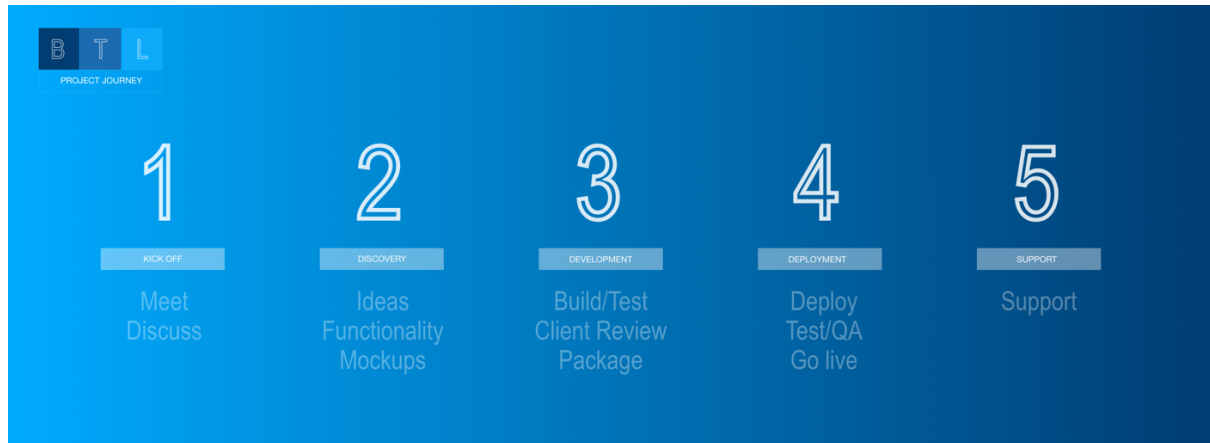 B T L
PROJECT JOURNEY
1
KICK OFF
Meet
Discuss
2
DISCOVERY
Ideas
Functionality
Mockups
3
DEVELOPMENT
Build/Test
Client Review
Package
4
DEPLOYMENT
Deploy
Test/QA
Go live
5
SUPPORT
Support